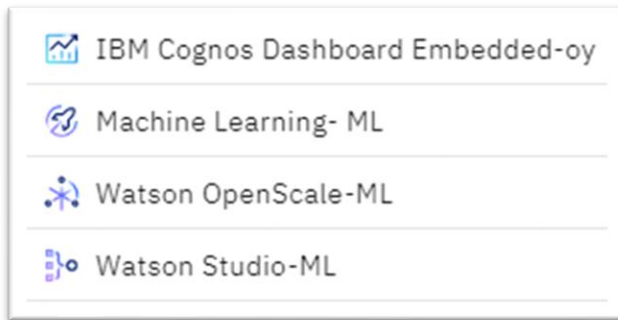 IBM Cognos Dashboard Embedded-oy
Machine Learning- ML
Watson OpenScale-ML
Watson Studio-ML